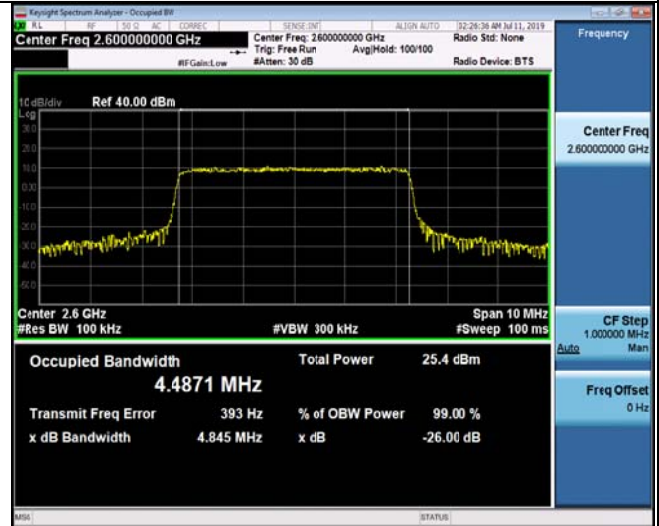 Keysight Spectrum Analyzer - Occupied BW
LXI RL RF 50 Ω AC CORREC SENSE:INT ALIGN AUTO 12:26:36 AM Jul 11, 2019
Center Freq 2.600000000 GHz
Center Freq: 2.600000000 GHz
Radio Std: None
Trig: Free Run Avg|Hold: 100/100
#IFGain:Low #Atten: 30 dB Radio Device: BTS
Frequency
10 dB/div Ref 40.00 dBm
Log
30.0
20.0
10.0
0.00
-10.0
-20.0
-30.0
-40.0
-50.0
Center Freq
2.600000000 GHz
Center 2.6 GHz Span 10 MHz
#Res BW 100 kHz #VBW 300 kHz #Sweep 100 ms
CF Step
1.000000 MHz
Auto Man
Occupied Bandwidth Total Power 25.4 dBm
4.4871 MHz
Transmit Freq Error 393 Hz % of OBW Power 99.00 %
x dB Bandwidth 4.845 MHz x dB -26.00 dB
Freq Offset
0 Hz
MSG STATUS